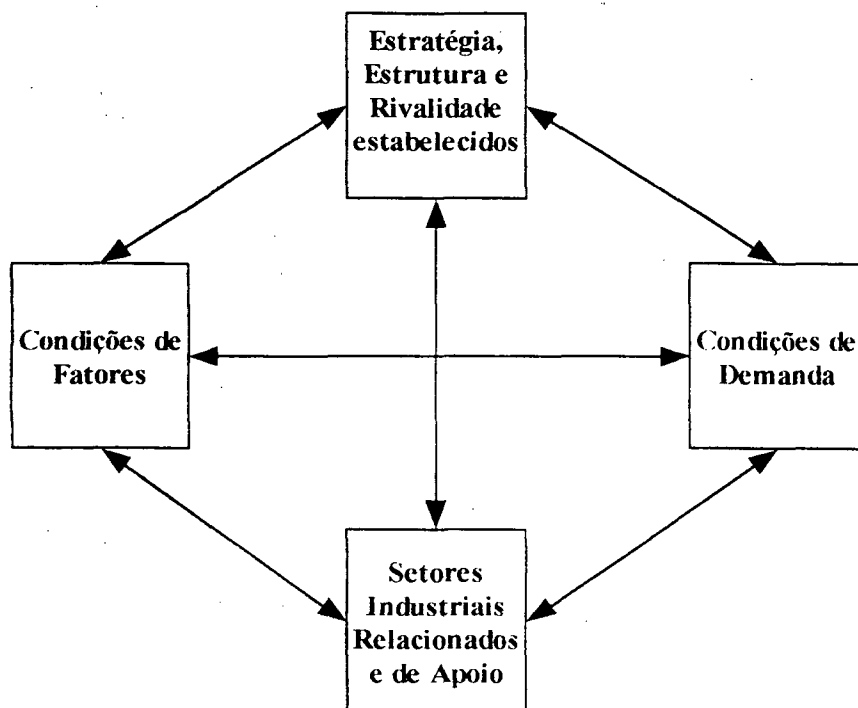 Estratégia,
Estrutura e
Rivalidade
estabelecidos
Condições de
Fatores
Condições de
Demanda
Setores
Industriais
Relacionados
e de Apoio